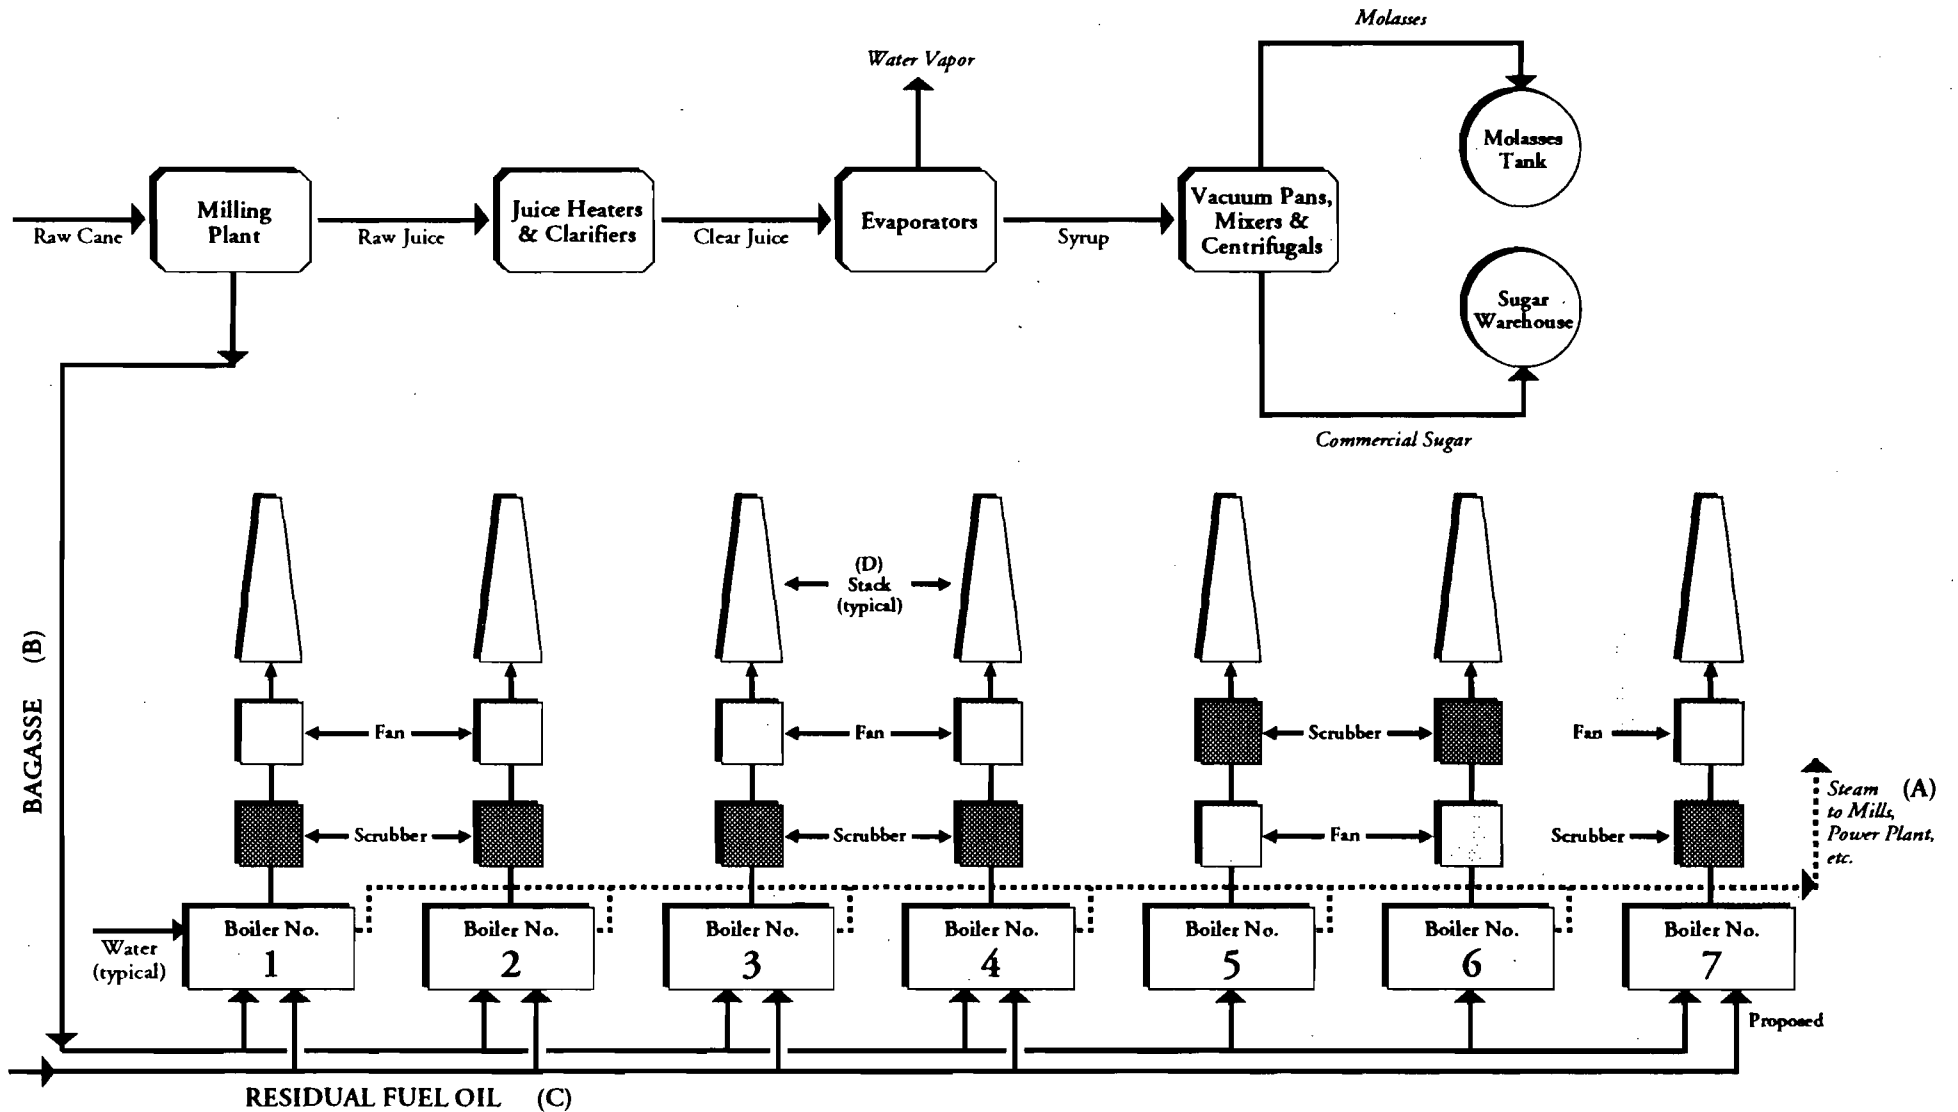 Molasses
Water Vapor
Molasses
Tank
Milling
Plant
Juice Heaters
& Clarifiers
Evaporators
Vacuum Pans,
Mixers &
Centrifugals
Raw Cane
Raw Juice
Clear Juice
Syrup
Sugar
Warehouse
Commercial Sugar
(D)
Stack
(typical)
BAGASSE (B)
Fan
Fan
Scrubber
Fan
Scrubber
Scrubber
Fan
Scrubber
Steam (A)
to Mills,
Power Plant,
etc.
Water
(typical)
Boiler No.
1
Boiler No.
2
Boiler No.
3
Boiler No.
4
Boiler No.
5
Boiler No.
6
Boiler No.
7
Proposed
RESIDUAL FUEL OIL (C)